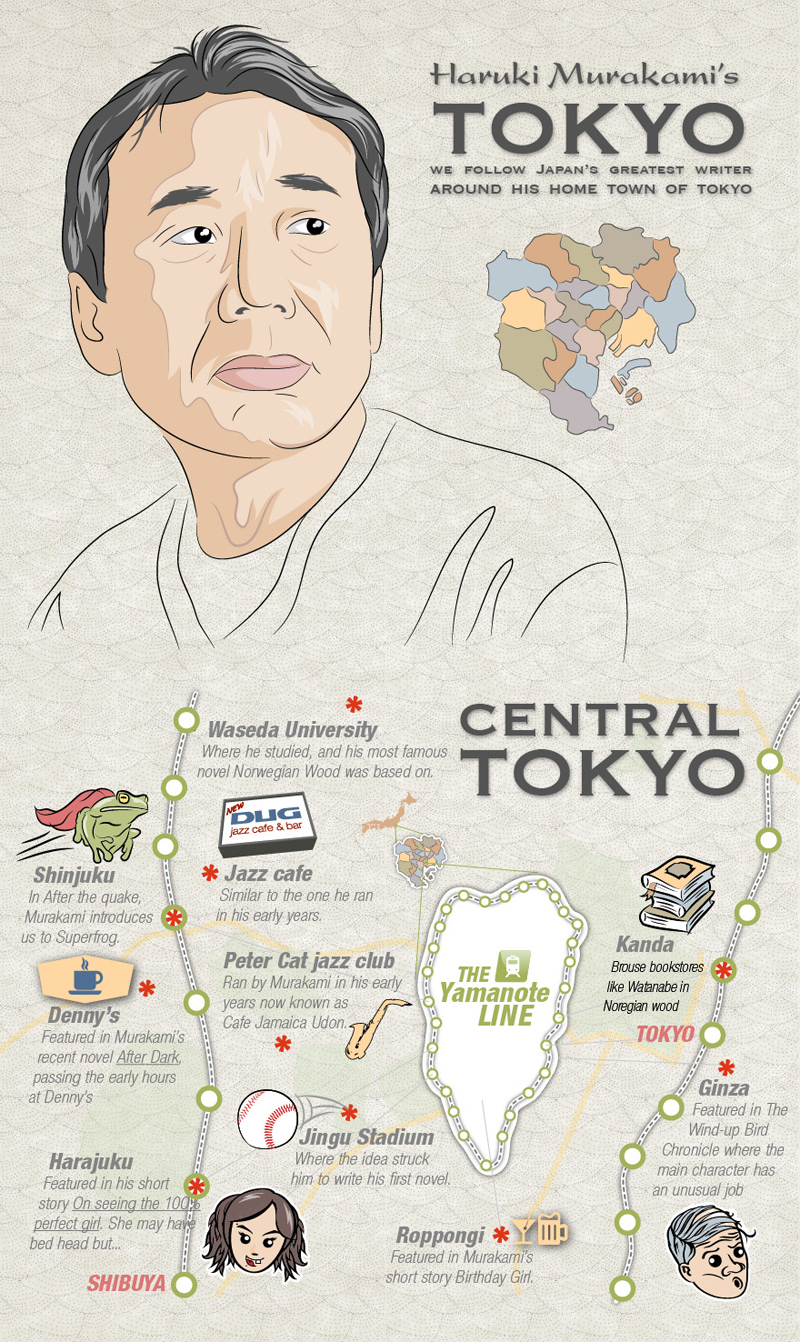 Haruki Murakami's
TOKYO
WE FOLLOW JAPAN'S GREATEST WRITER
AROUND HIS HOME TOWN OF TOKYO
CENTRAL
TOKYO
Waseda University
Where he studied, and his most famous
novel Norwegian Wood was based on.
NEW
DUG
jazz cafe & bar
Shinjuku
In After the quake,
Murakami introduces
us to Superfrog.
Jazz cafe
Similar to the one he ran
in his early years.
Denny's
Featured in Murakami's
recent novel After Dark,
passing the early hours
at Denny's
Peter Cat jazz club
Ran by Murakami in his early
years now known as
Cafe Jamaica Udon.
THE
Yamanote
LINE
Kanda
Brouse bookstores
like Watanabe in
Noregian wood
TOKYO
Ginza
Featured in The
Wind-up Bird
Chronicle where the
main character has
an unusual job
Jingu Stadium
Where the idea struck
him to write his first novel.
Harajuku
Featured in his short
story On seeing the 100%
perfect girl. She may have
bed head but...
SHIBUYA
Roppongi
Featured in Murakami's
short story Birthday Girl.